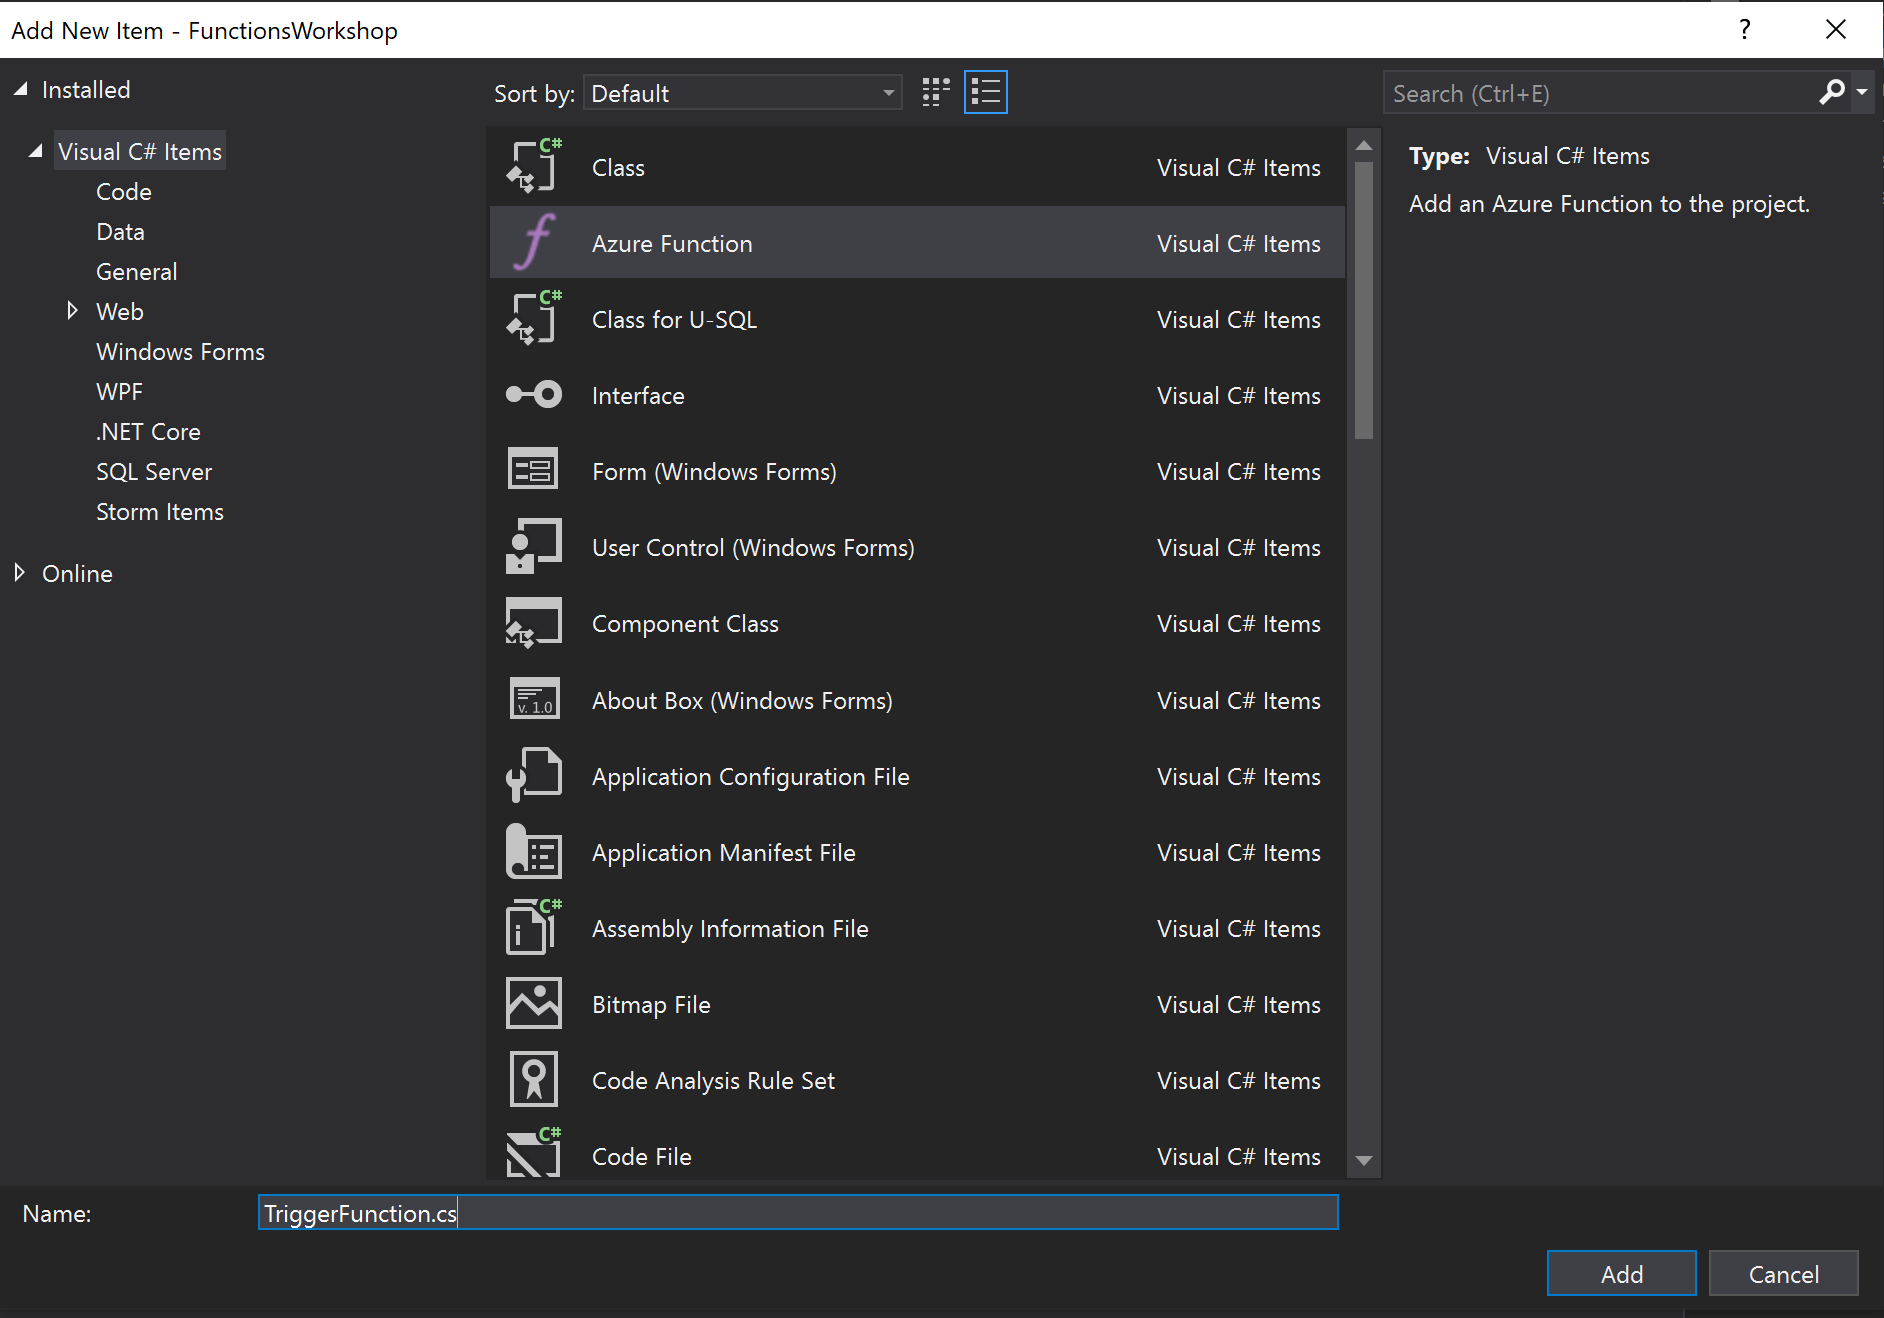 Add New Item - FunctionsWorkshop
?
Installed
Visual C# Items
Code
Data
General
Web
Windows Forms
WPF
.NET Core
SQL Server
Storm Items
Online
Sort by: Default
Search (Ctrl+E)
C#
Class Visual C# Items
Azure Function Visual C# Items
C#
Class for U-SQL Visual C# Items
Interface Visual C# Items
Form (Windows Forms) Visual C# Items
User Control (Windows Forms) Visual C# Items
Component Class Visual C# Items
v. 1.0
About Box (Windows Forms) Visual C# Items
Application Configuration File Visual C# Items
Application Manifest File Visual C# Items
C#
Assembly Information File Visual C# Items
Bitmap File Visual C# Items
Code Analysis Rule Set Visual C# Items
C#
Code File Visual C# Items
Type: Visual C# Items
Add an Azure Function to the project.
Name: TriggerFunction.cs
Add Cancel